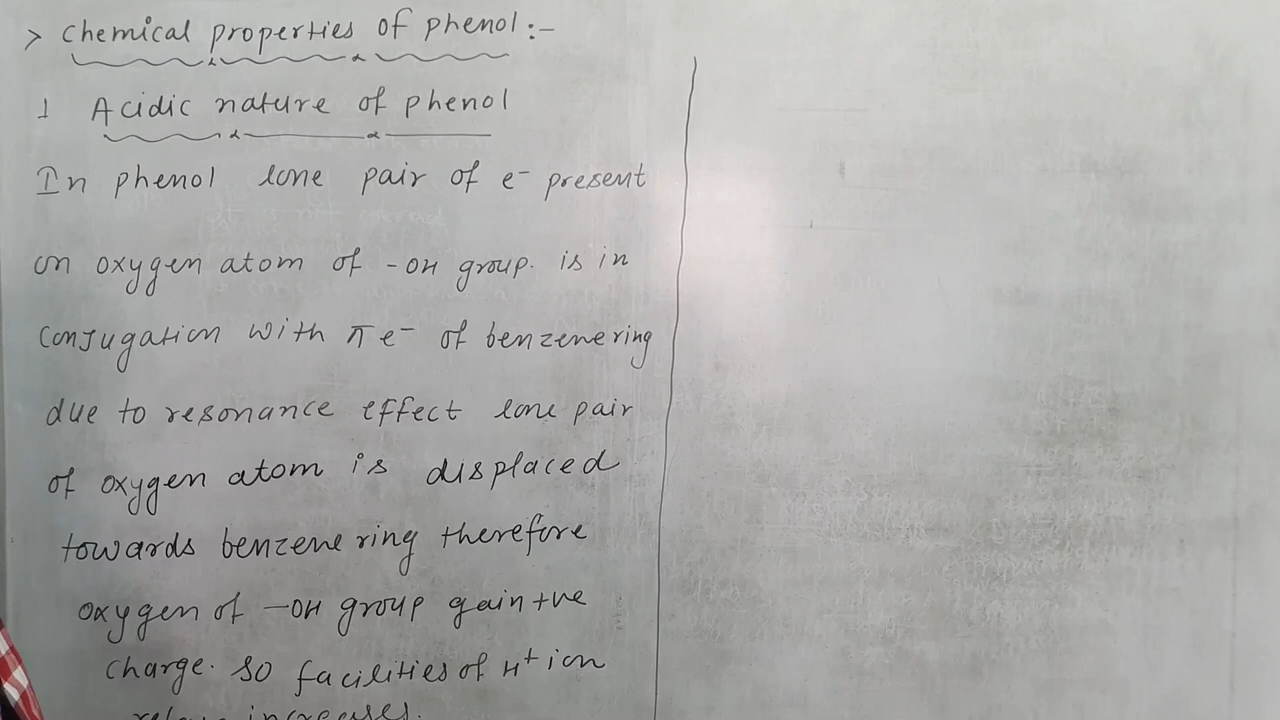 > Chemical properties of phenol :-
1 Acidic nature of phenol
In phenol lone pair of e⁻ present
on oxygen atom of -OH group. is in
conjugation with π e⁻ of benzene ring
due to resonance effect lone pair
of oxygen atom is displaced
towards benzene ring therefore
oxygen of -OH group gain +ve
charge. so facilities of H⁺ ion
increases.